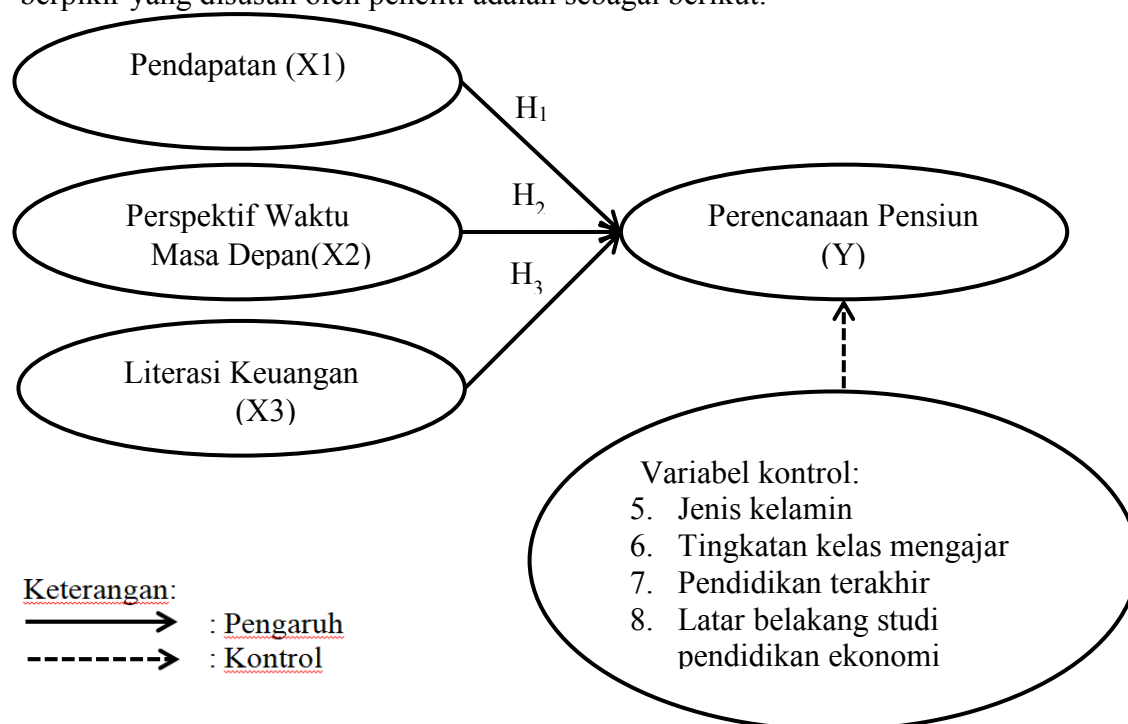 berpikir yang disusun oleh peneliti adalah sebagai berikut:
Pendapatan (X1)
H1
Perspektif Waktu
Masa Depan(X2)
H2
Perencanaan Pensiun
(Y)
H3
Literasi Keuangan
(X3)
Variabel kontrol:
5. Jenis kelamin
6. Tingkatan kelas mengajar
7. Pendidikan terakhir
8. Latar belakang studi
pendidikan ekonomi
Keterangan:
: Pengaruh
: Kontrol